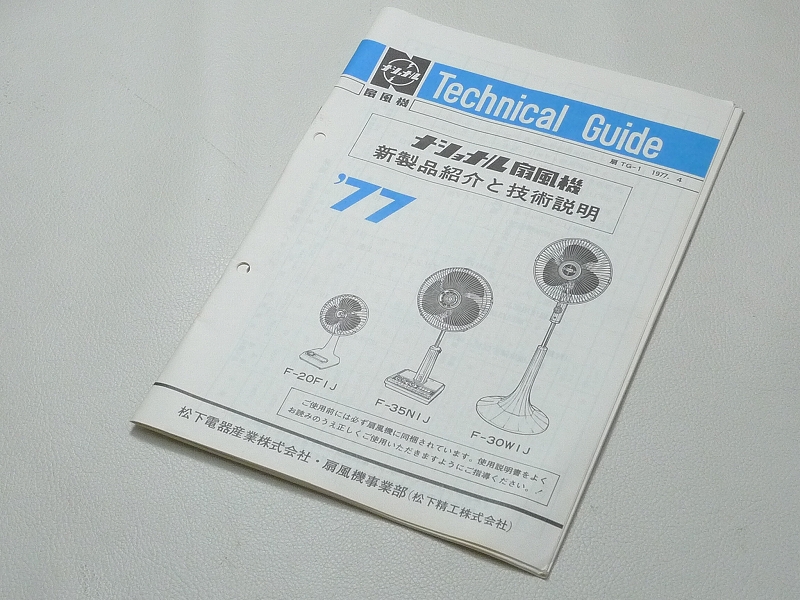 ナショナル
扇風機
Technical Guide
扇 TG-1 1977. 4
ナショナル扇風機
新製品紹介と技術説明
'77
F-20FIJ
F-35NIJ
F-30WIJ
ご使用前には必ず扇風機に同梱されています。使用説明書をよく
お読みのうえ正しくご使用いただきますようにご指導ください。!
松下電器産業株式会社・扇風機事業部(松下精工株式会社)